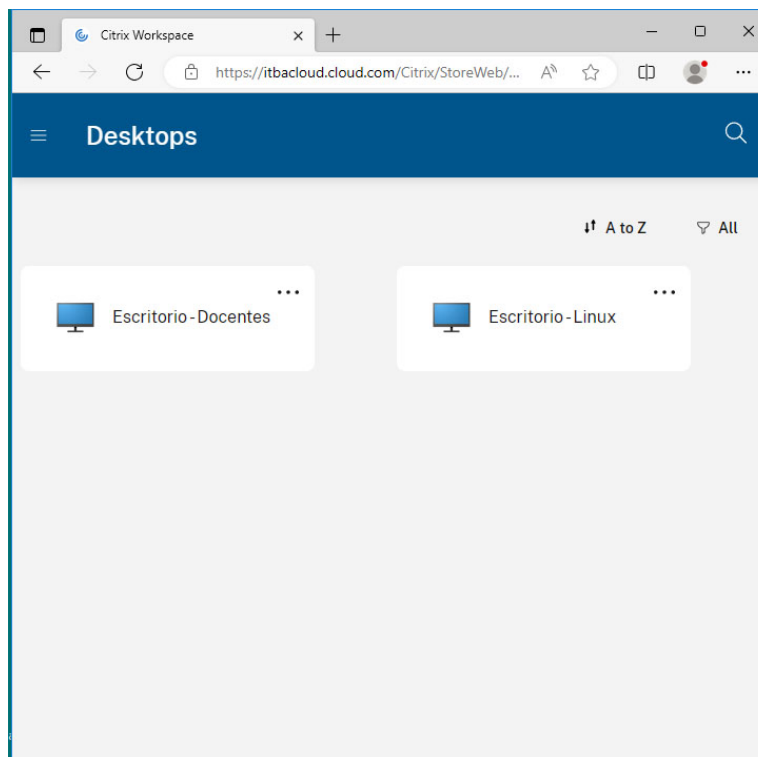 Citrix Workspace
https://itbacloud.cloud.com/Citrix/StoreWeb/...
Desktops
A to Z All
Escritorio-Docentes Escritorio-Linux